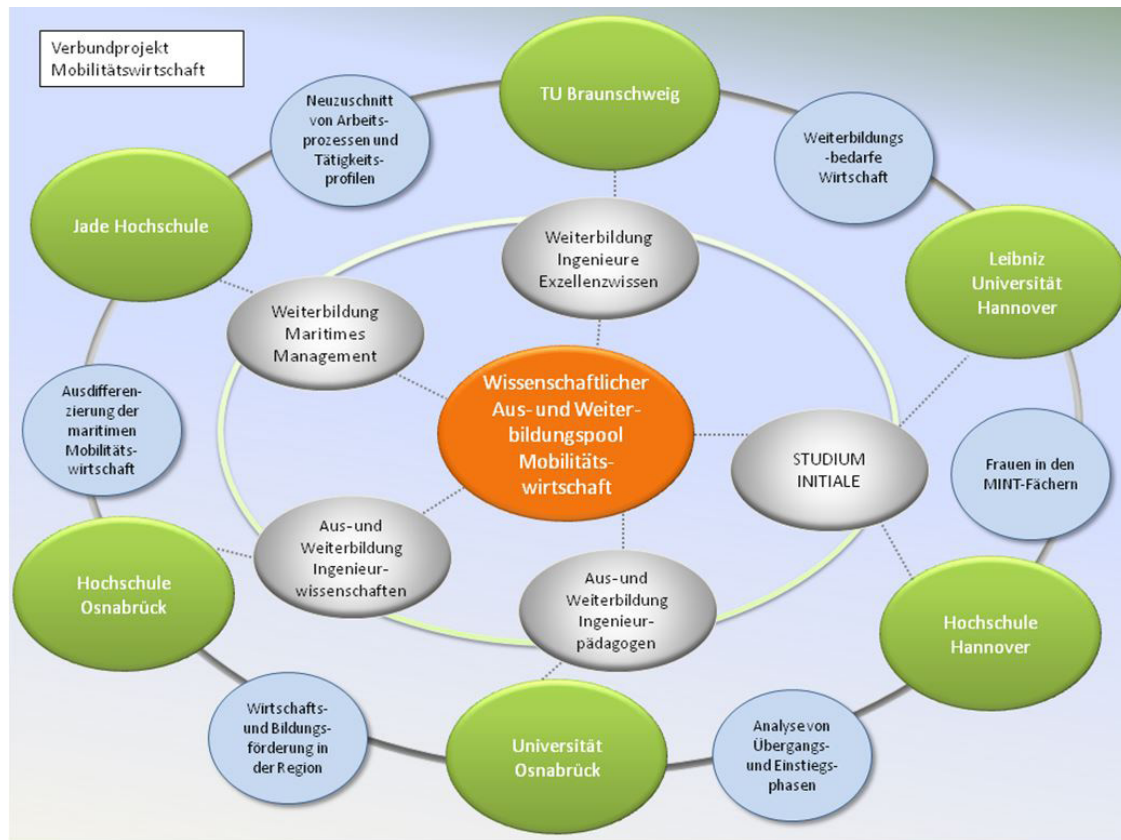 Verbundprojekt
Mobilitätswirtschaft
TU Braunschweig
Neuzuschnitt
von Arbeits-
prozessen und
Tätigkeits-
profilen
Weiterbildungs
-bedarfe
Wirtschaft
Jade Hochschule
Weiterbildung
Ingenieure
Exzellenzwissen
Leibniz
Universität
Hannover
Weiterbildung
Maritimes
Management
Wissenschaftlicher
Aus- und Weiter-
bildungspool
Mobilitäts-
wirtschaft
Ausdifferen-
zierung der
maritimen
Mobilitäts-
wirtschaft
STUDIUM
INITIALE
Frauen in den
MINT-Fächern
Aus- und
Weiterbildung
Ingenieur-
wissenschaften
Hochschule
Osnabrück
Aus- und
Weiterbildung
Ingenieur-
pädagogen
Hochschule
Hannover
Wirtschafts-
und Bildungs-
förderung in
der Region
Universität
Osnabrück
Analyse von
Übergangs-
und Einstiegs-
phasen